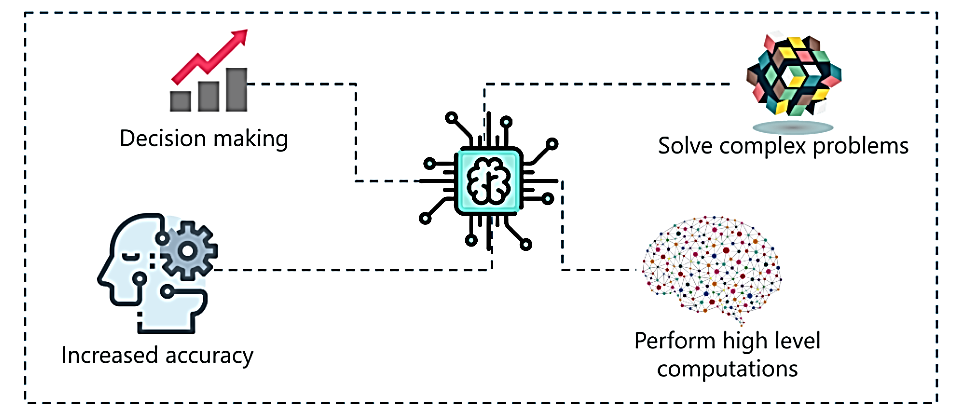 Decision making
Solve complex problems
Increased accuracy
Perform high level
computations